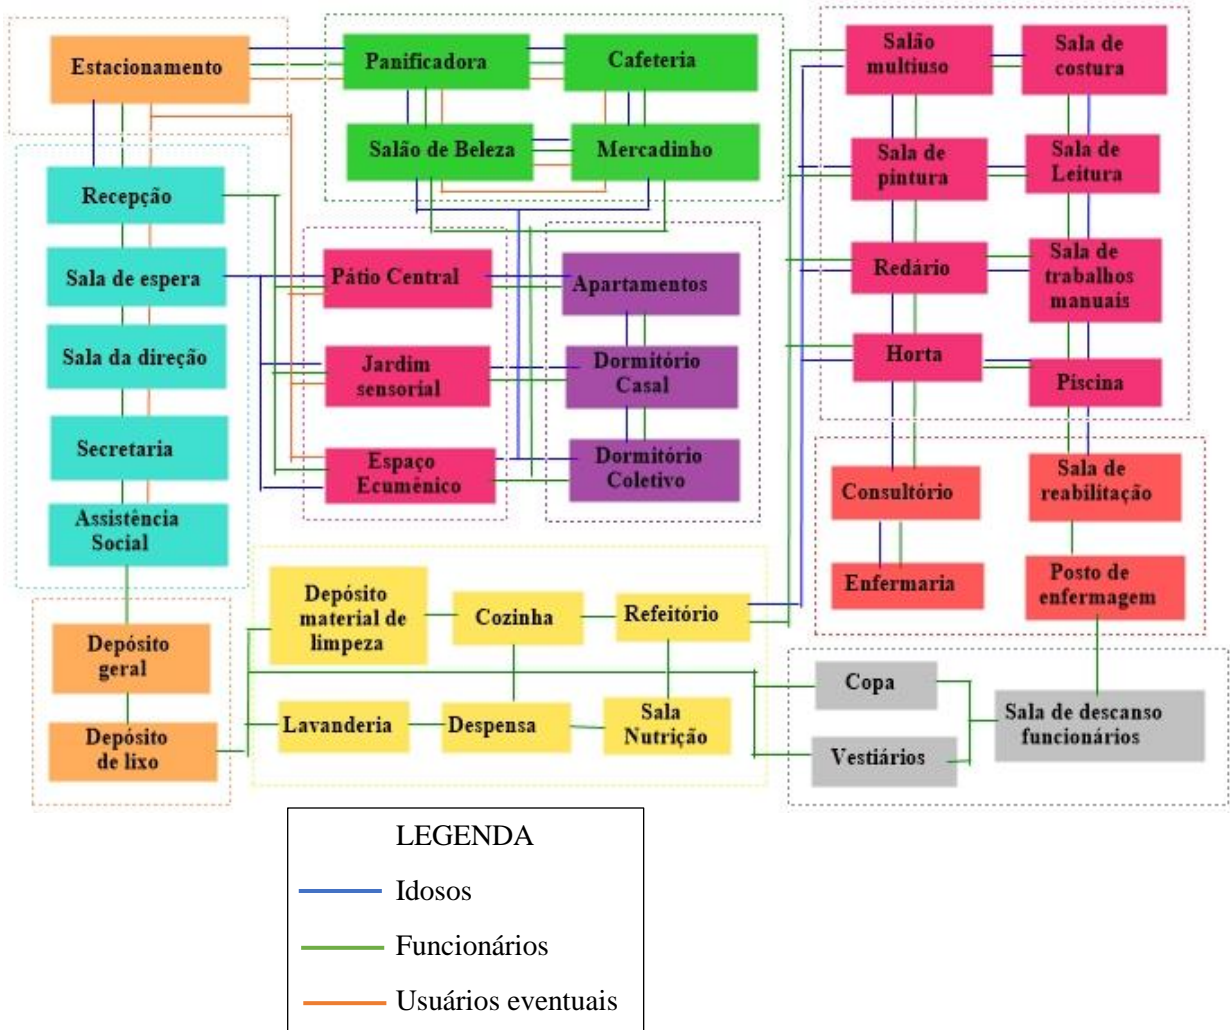 Estacionamento
Panificadora
Cafeteria
Salão de Beleza
Mercadinho
Salão
multiuso
Sala de
costura
Sala de
pintura
Sala de
Leitura
Redário
Sala de
trabalhos
manuais
Horta
Piscina
Recepção
Sala de espera
Sala da direção
Secretaria
Assistência
Social
Pátio Central
Jardim
sensorial
Espaço
Ecumênico
Apartamentos
Dormitório
Casal
Dormitório
Coletivo
Consultório
Sala de
reabilitação
Enfermaria
Posto de
enfermagem
Depósito
geral
Depósito
de lixo
Depósito
material de
limpeza
Cozinha
Refeitório
Lavanderia
Despensa
Sala
Nutrição
Copa
Vestiários
Sala de descanso
funcionários
LEGENDA
Idosos
Funcionários
Usuários eventuais